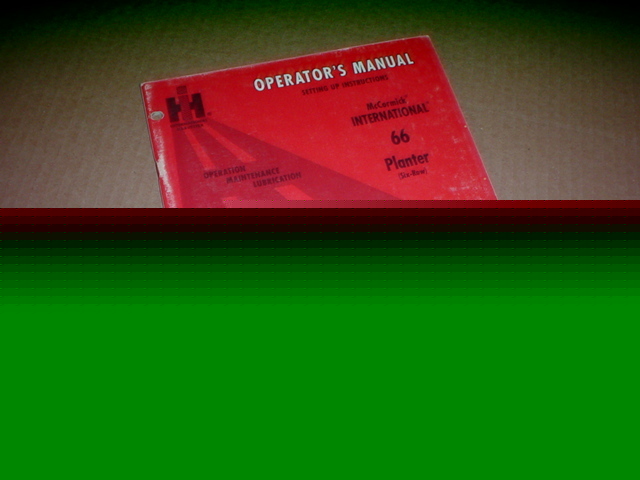 OPERATOR'S MANUAL
SETTING UP INSTRUCTIONS
McCormick®
INTERNATIONAL®
66
Planter
(Six-Row)
OPERATION
MAINTENANCE
LUBRICATION